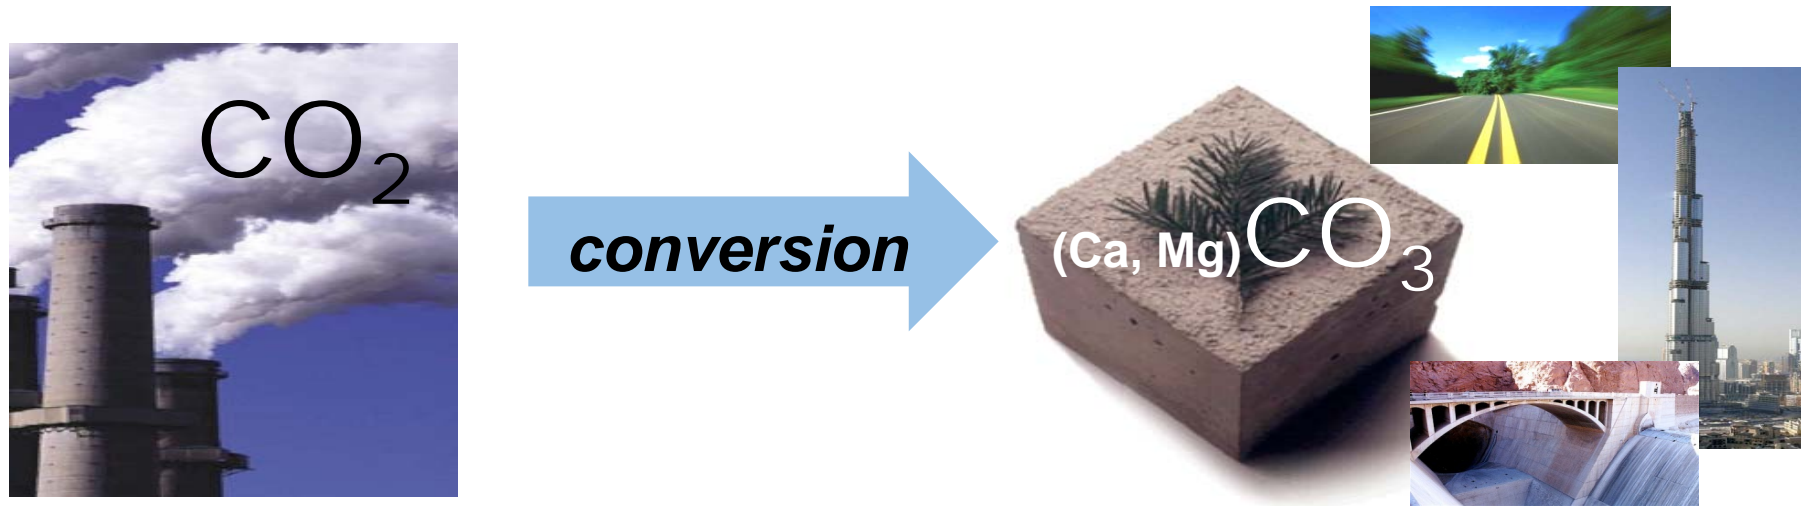 CO₂
conversion
(Ca, Mg)CO₃